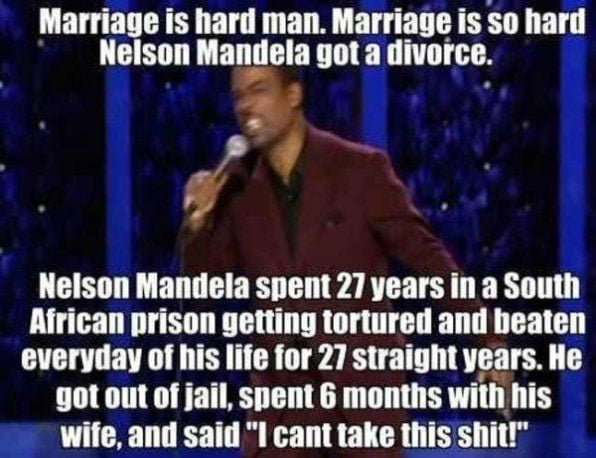 Marriage is hard man. Marriage is so hard
Nelson Mandela got a divorce.
Nelson Mandela spent 27 years in a South
African prison getting tortured and beaten
everyday of his life for 27 straight years. He
got out of jail, spent 6 months with his
wife, and said "I cant take this shit!"